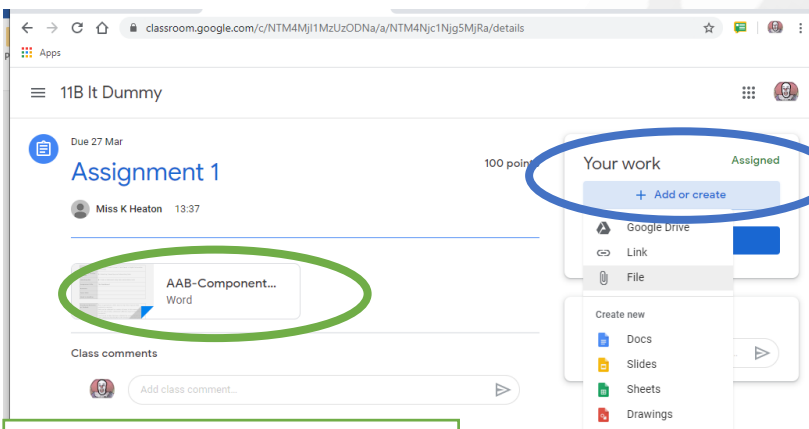 classroom.google.com/c/NTM4MjI1MzUzODNa/a/NTM4Njc1Njg5MjRa/details
Apps
11B It Dummy
Due 27 Mar
Assignment 1
100 points
Miss K Heaton 13:37
AAB-Component...
Word
Class comments
Add class comment...
Your work
Assigned
+ Add or create
Google Drive
Link
File
Create new
Docs
Slides
Sheets
Drawings